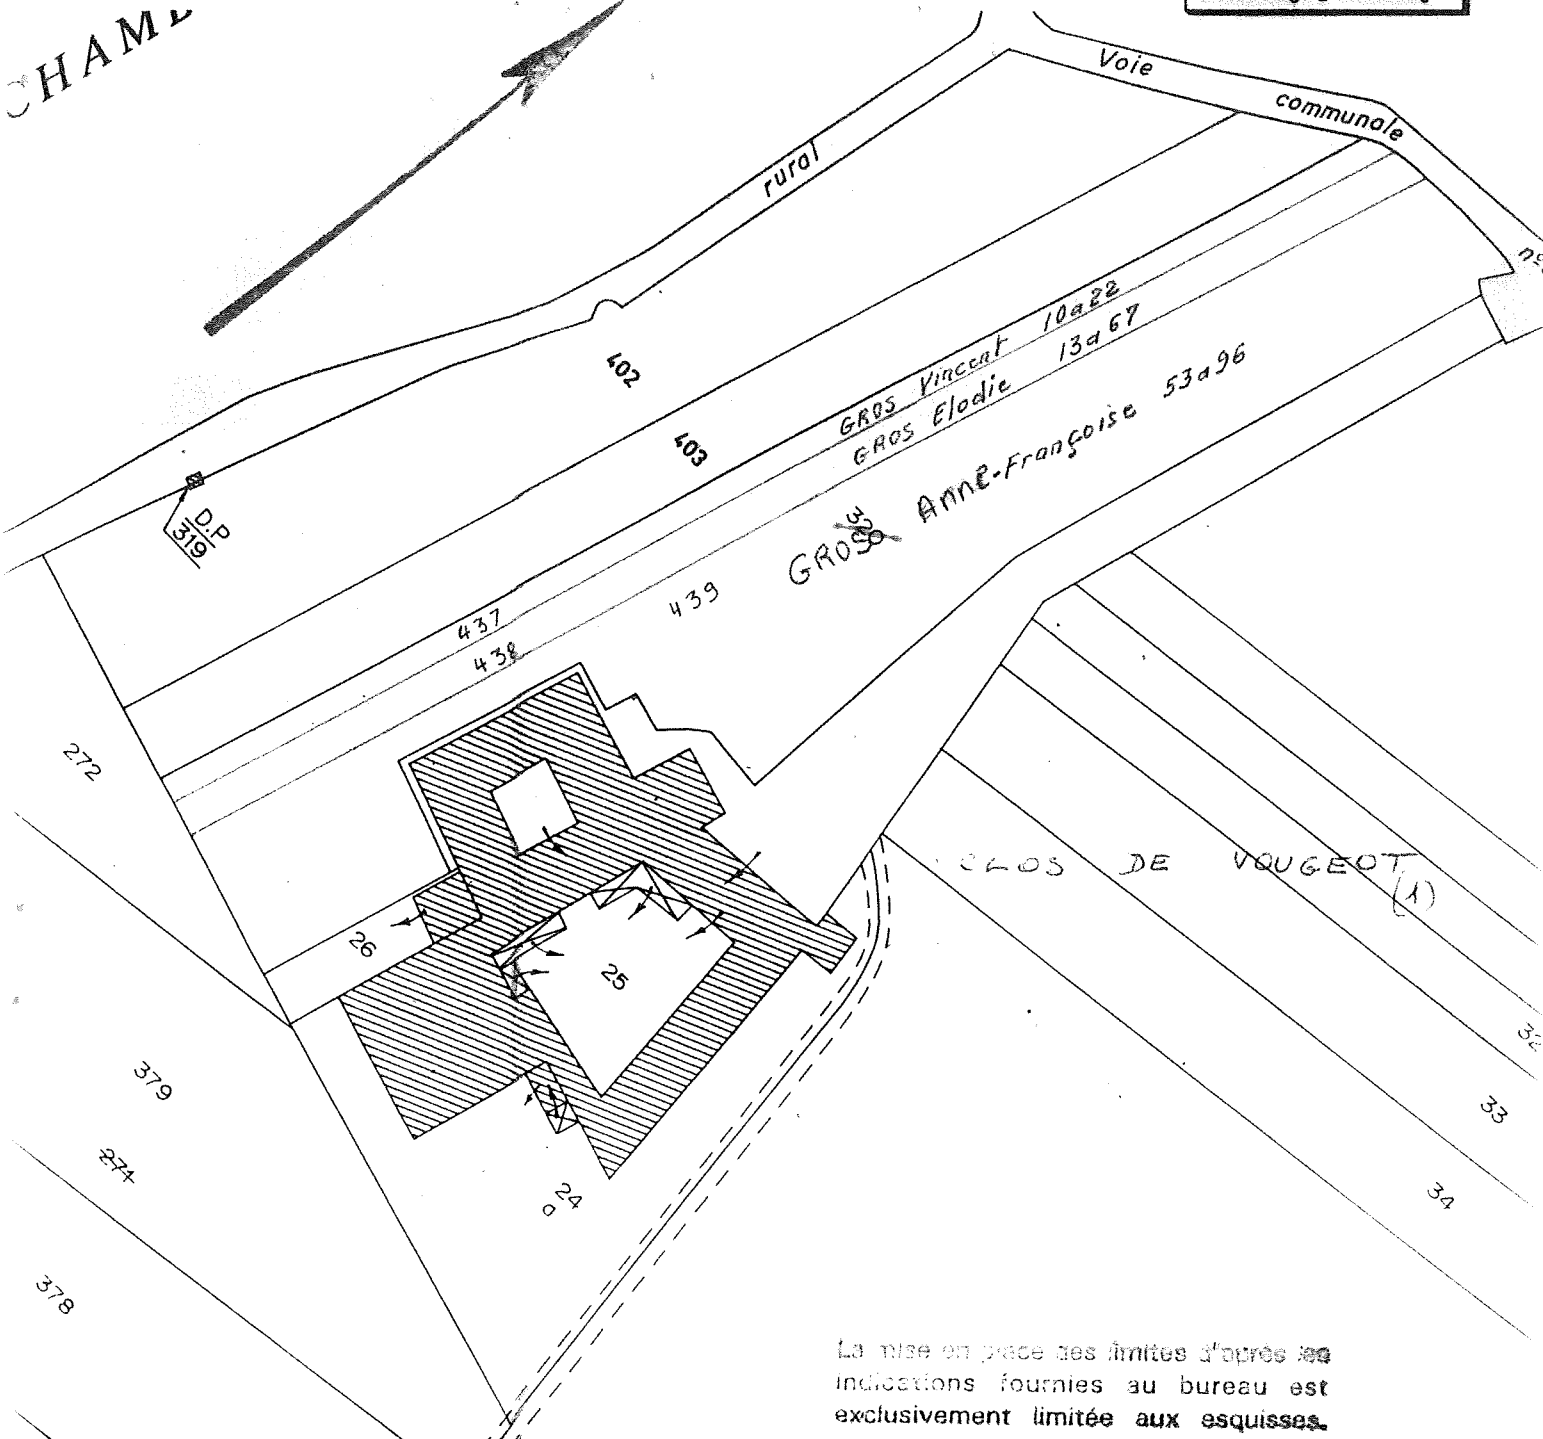 CHAM
Voie
communale
rural
402
403
GROS Vincent 10a22
GROS Elodie 13a67
GROS Anne-Françoise 53a96
D.P
319
437
438
439
272
CLOS DE VOUGEOT
(1)
26
25
32
379
33
274
24
a
34
378
La mise en place des limites d'après les
indications fournies au bureau est
exclusivement limitée aux esquisses.